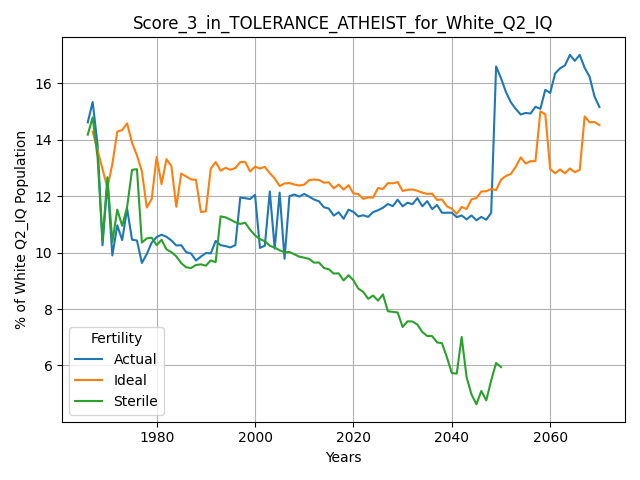 Score_3_in_TOLERANCE_ATHEIST_for_White_Q2_IQ
% of White Q2_IQ Population
16
14
12
10
8
6
Fertility
Actual
Ideal
Sterile
1980
2000
2020
2040
2060
Years